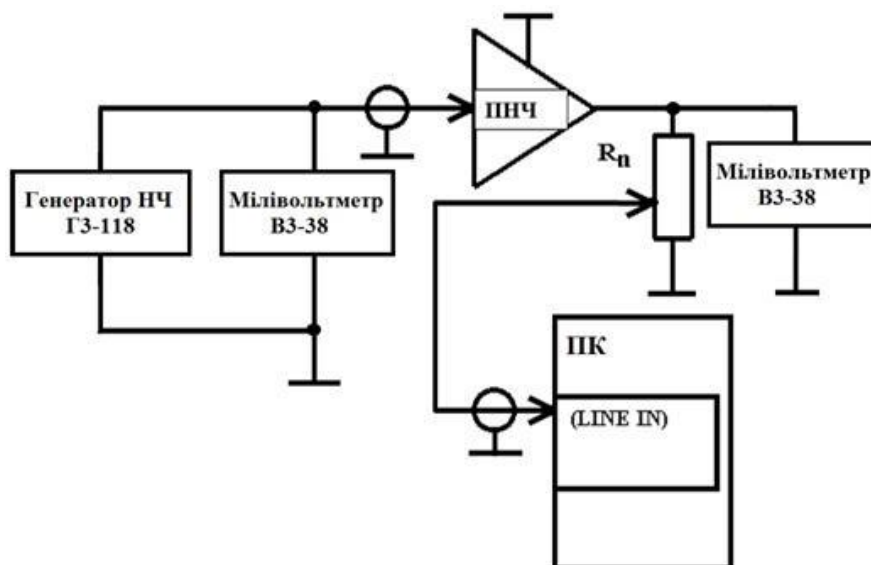 ПНЧ
Rn
Генератор НЧ
Г3-118
Мілівольтметр
В3-38
Мілівольтметр
В3-38
ПК
(LINE IN)